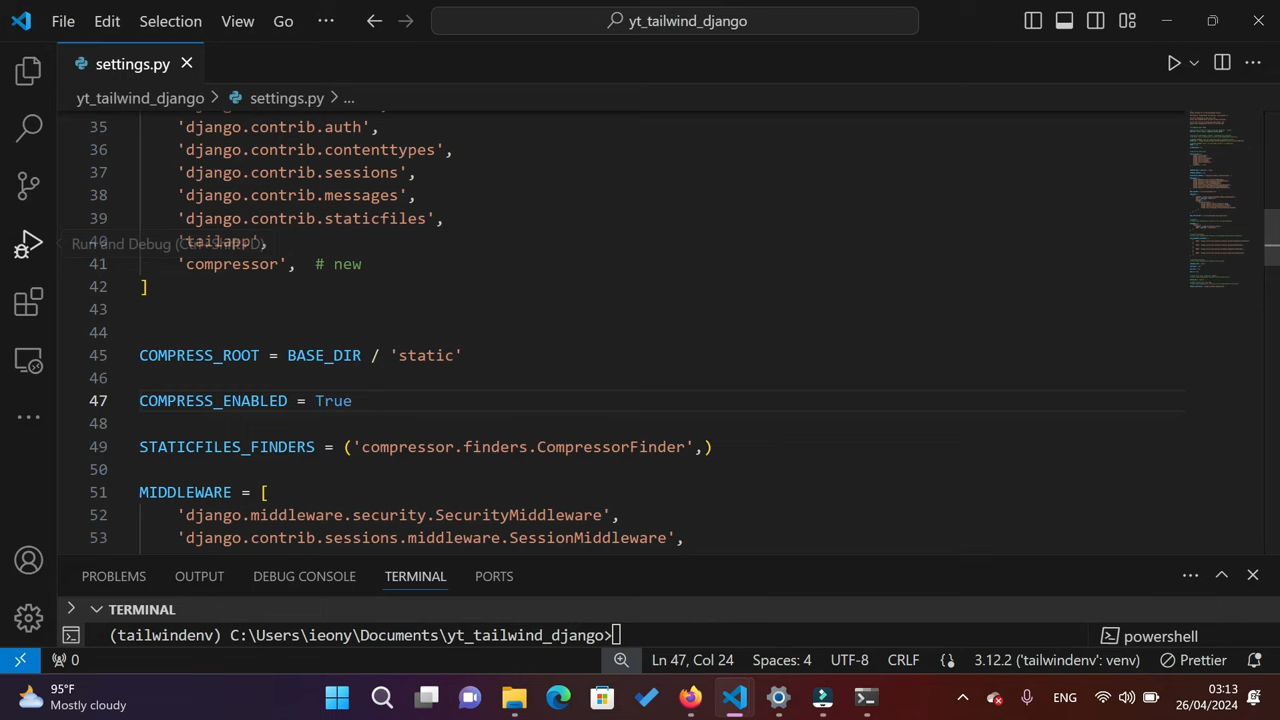 File Edit Selection View Go ··· yt_tailwind_django
settings.py
yt_tailwind_django > settings.py > ...
35 'django.contrib.auth',
36 'django.contrib.contenttypes',
37 'django.contrib.sessions',
38 'django.contrib.messages',
39 'django.contrib.staticfiles',
40 'tailapp',
Run and Debug (Ctrl+Shift+D)
41 'compressor', # new
42 ]
43
44
45 COMPRESS_ROOT = BASE_DIR / 'static'
46
47 COMPRESS_ENABLED = True
48
49 STATICFILES_FINDERS = ('compressor.finders.CompressorFinder',)
50
51 MIDDLEWARE = [
52 'django.middleware.security.SecurityMiddleware',
53 'django.contrib.sessions.middleware.SessionMiddleware',
PROBLEMS OUTPUT DEBUG CONSOLE TERMINAL PORTS
TERMINAL
(tailwindenv) C:\Users\ieony\Documents\yt_tailwind_django>
powershell
0 Ln 47, Col 24 Spaces: 4 UTF-8 CRLF 3.12.2 ('tailwindenv': venv) Prettier
95°F
Mostly cloudy
ENG
03:13
26/04/2024